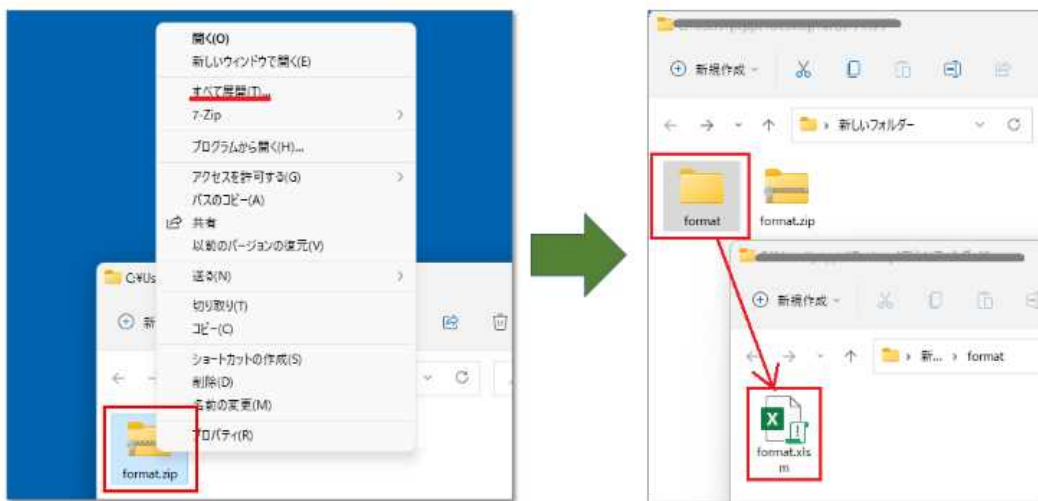 開く(O)
新しいウィンドウで開く(E)
すべて展開(T)...
7-Zip
プログラムから開く(H)...
アクセスを許可する(G)
パスのコピー(A)
共有
以前のバージョンの復元(V)
送る(N)
切り取り(T)
コピー(C)
ショートカットの作成(S)
削除(D)
名前の変更(M)
プロパティ(R)
C:¥Us
新
format.zip
新規作成
新しいフォルダー
format
format.zip
新規作成
新... › format
format.xls
m